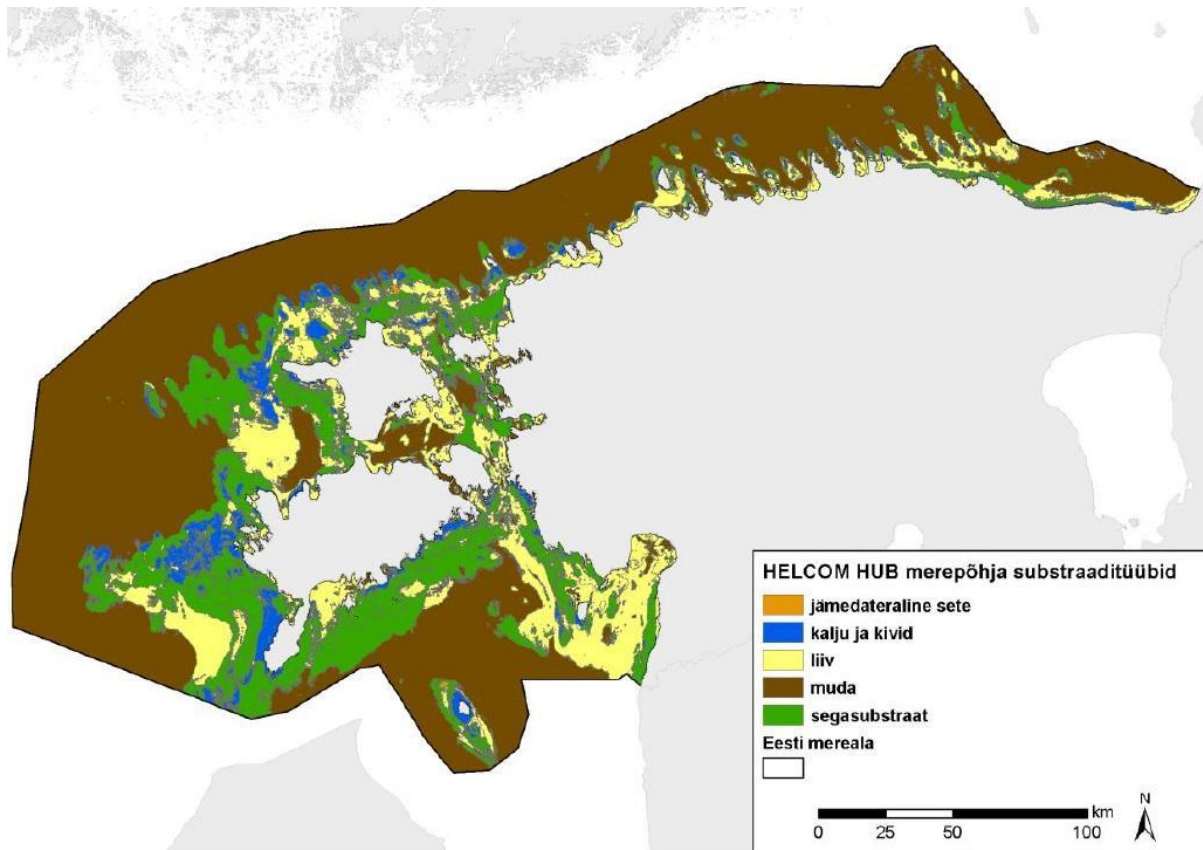 HELCOM HUB merepõhja substraaditüübid
jämedateraline sete
kalju ja kivid
liiv
muda
segasubstraat
Eesti mereala
km
0 25 50 100
N